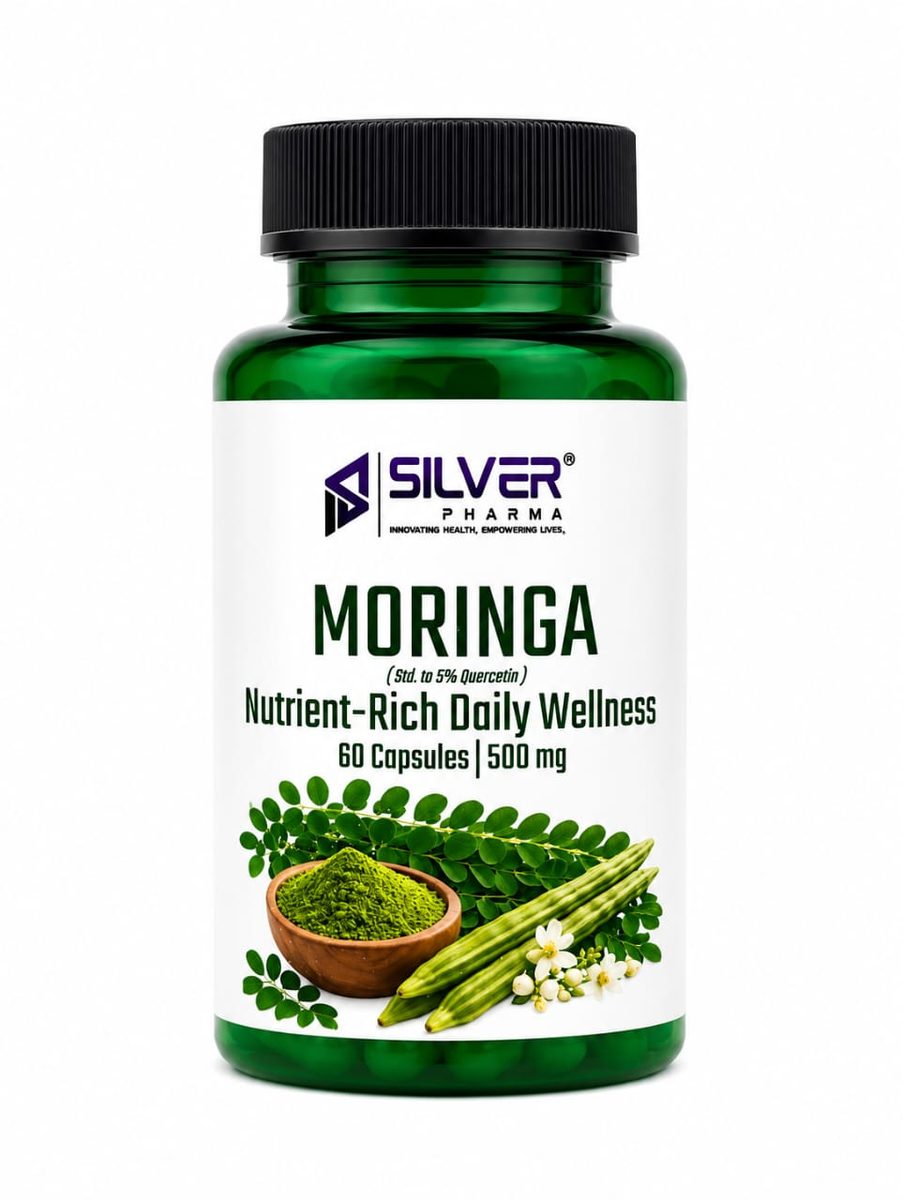 SILVER®
PHARMA
INNOVATING HEALTH, EMPOWERING LIVES.
MORINGA
( Std. to 5% Quercetin )
Nutrient-Rich Daily Wellness
60 Capsules | 500 mg